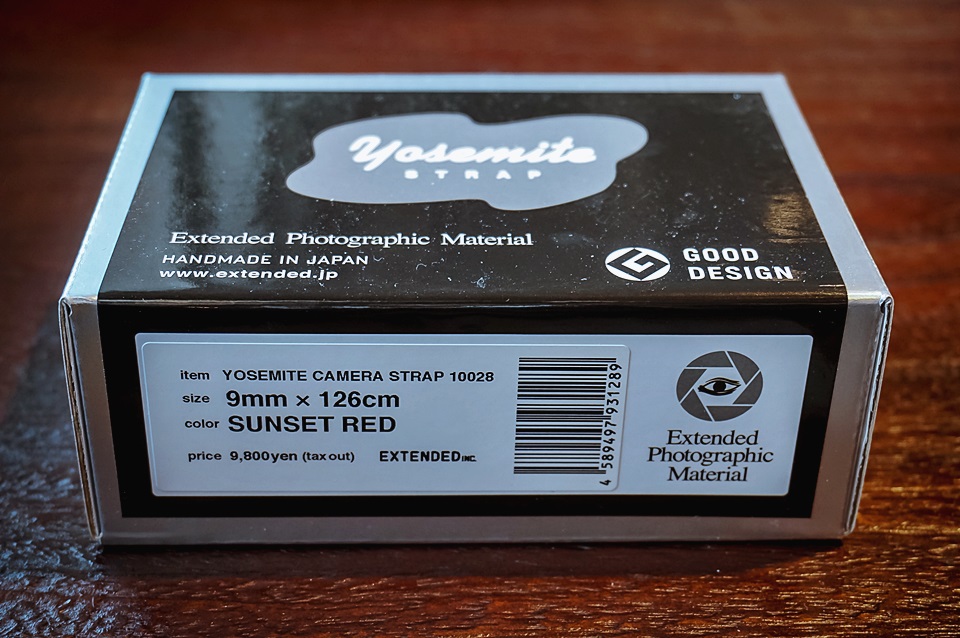 Yosemite
STRAP
Extended Photographic Material
HANDMADE IN JAPAN
www.extended.jp
GOOD
DESIGN
item YOSEMITE CAMERA STRAP 10028
size 9mm × 126cm
color SUNSET RED
price 9,800yen (tax out) EXTENDED INC.
4 589497 931289
Extended
Photographic
Material